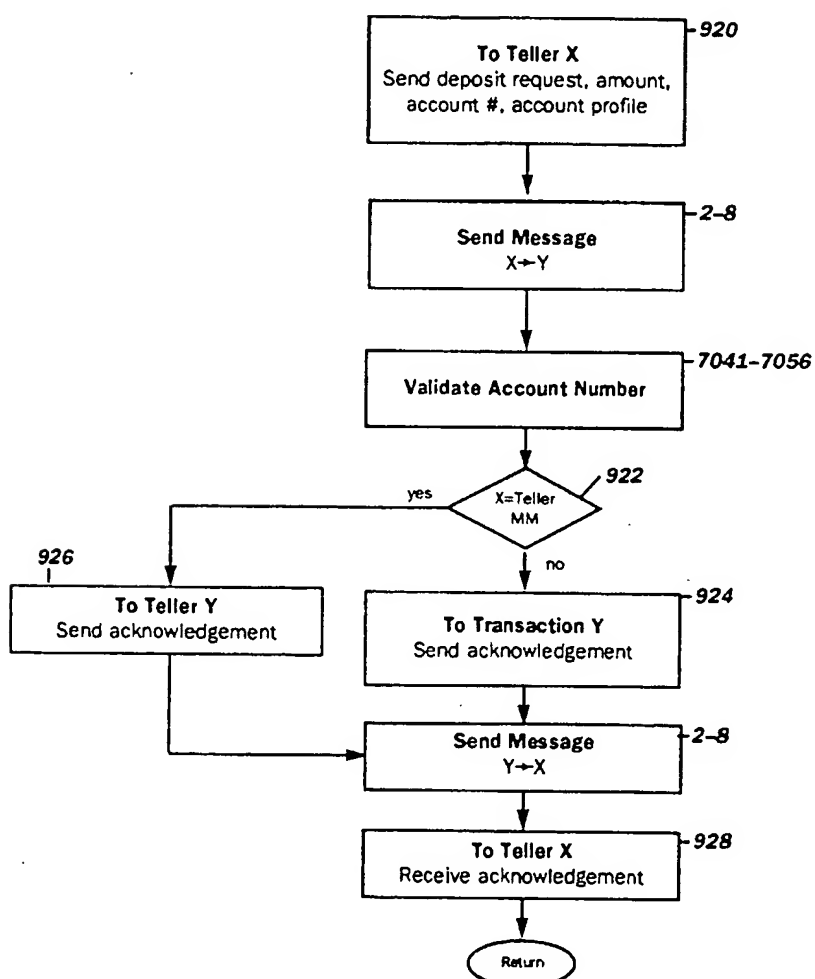 920
To Teller X
Send deposit request, amount,
account #, account profile
2-8
Send Message
X→Y
7041-7056
Validate Account Number
922
yes
X=Teller
MM
no
926
To Teller Y
Send acknowledgement
924
To Transaction Y
Send acknowledgement
2-8
Send Message
Y→X
928
To Teller X
Receive acknowledgement
Return